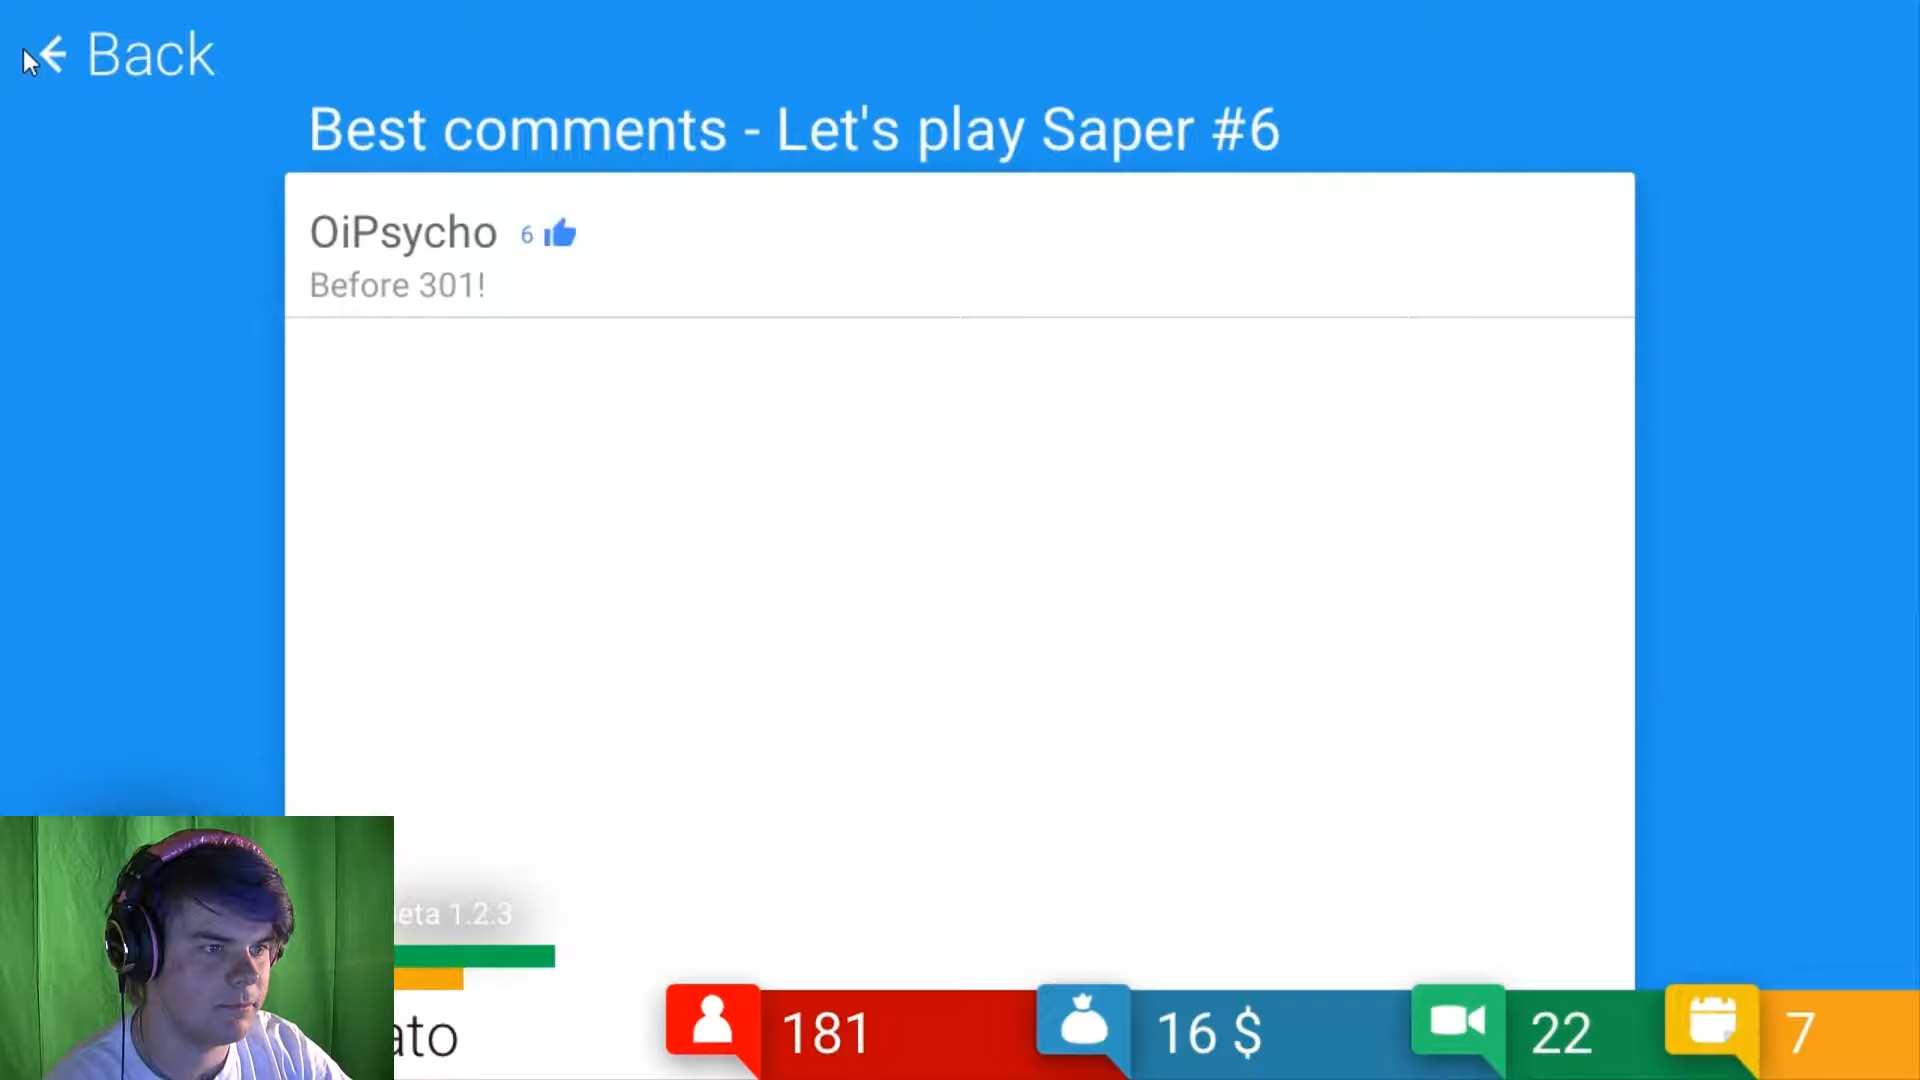 Back
Best comments - Let's play Saper #6
OiPsycho 6
Before 301!
eta 1.2.3
ato
181
16 $
22
7